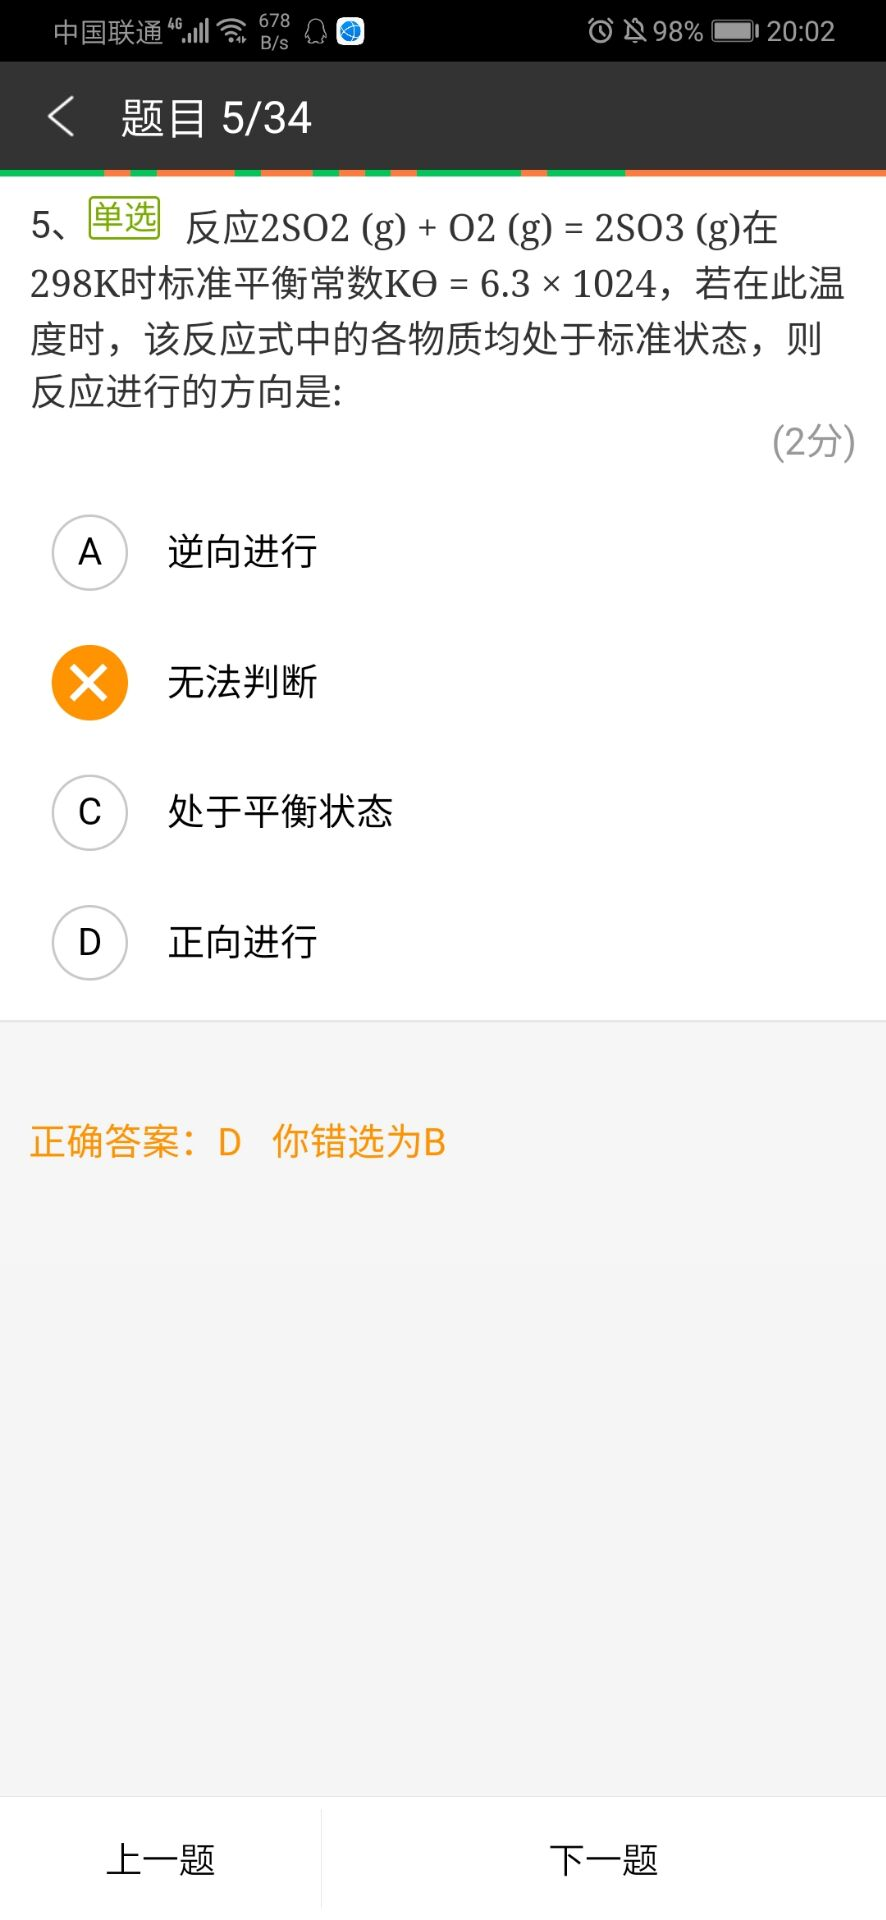 中国联通 4G 678 B/s 98% 20:02
题目 5/34
5、单选 反应2SO2 (g) + O2 (g) = 2SO3 (g)在
298K时标准平衡常数KΘ = 6.3 × 1024，若在此温
度时，该反应式中的各物质均处于标准状态，则
反应进行的方向是:
(2分)
A 逆向进行
无法判断
C 处于平衡状态
D 正向进行
正确答案：D 你错选为B
上一题 下一题